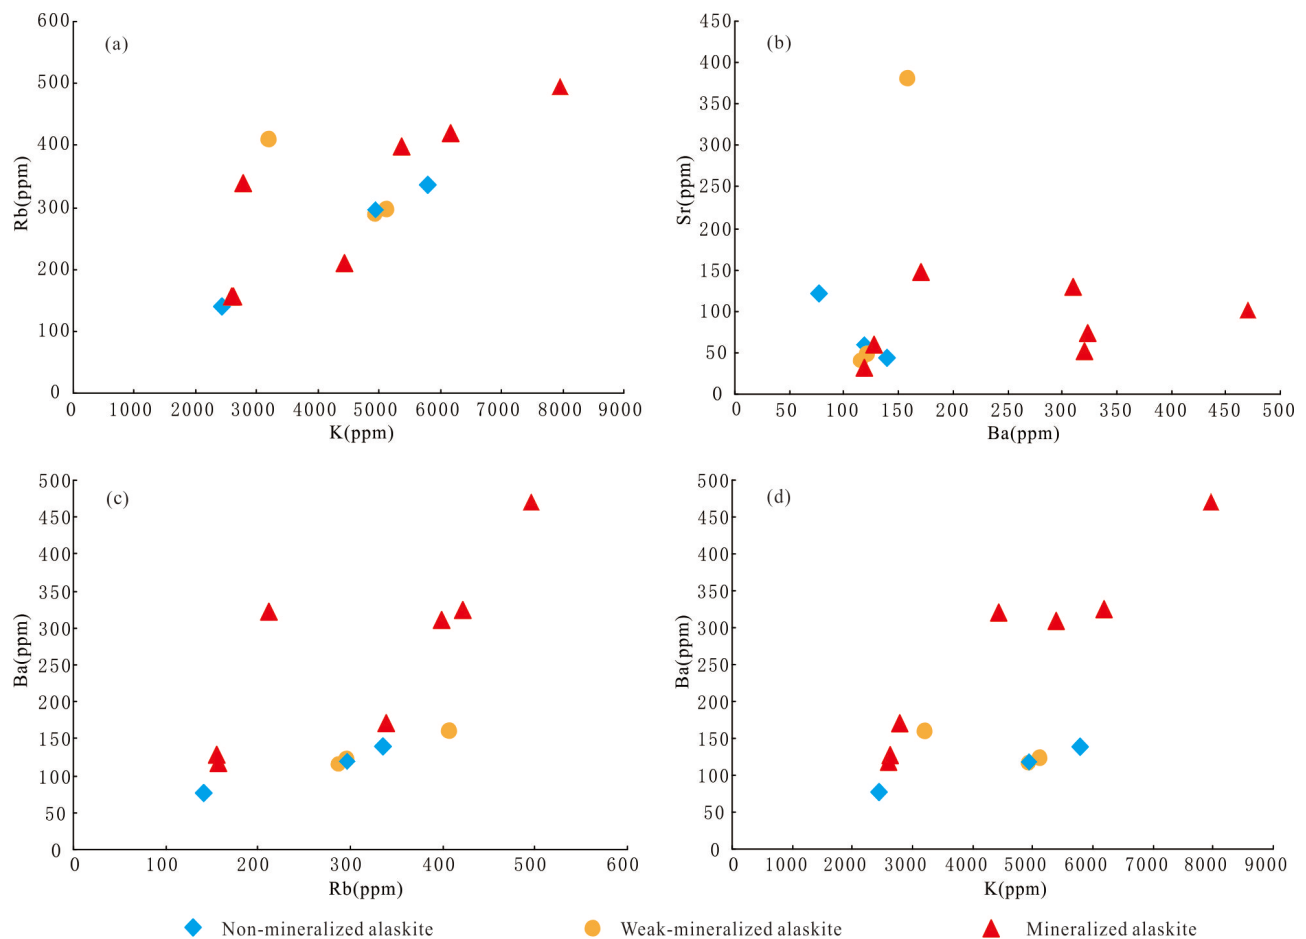 (a)
Rb(ppm)
600
500
400
300
200
100
0
0 1000 2000 3000 4000 5000 6000 7000 8000 9000
K(ppm)
(b)
Sr(ppm)
450
400
350
300
250
200
150
100
50
0
0 50 100 150 200 250 300 350 400 450 500
Ba(ppm)
(c)
Ba(ppm)
500
450
400
350
300
250
200
150
100
50
0
0 100 200 300 400 500 600
Rb(ppm)
(d)
Ba(ppm)
500
450
400
350
300
250
200
150
100
50
0
0 1000 2000 3000 4000 5000 6000 7000 8000 9000
K(ppm)
Non-mineralized alaskite Weak-mineralized alaskite Mineralized alaskite